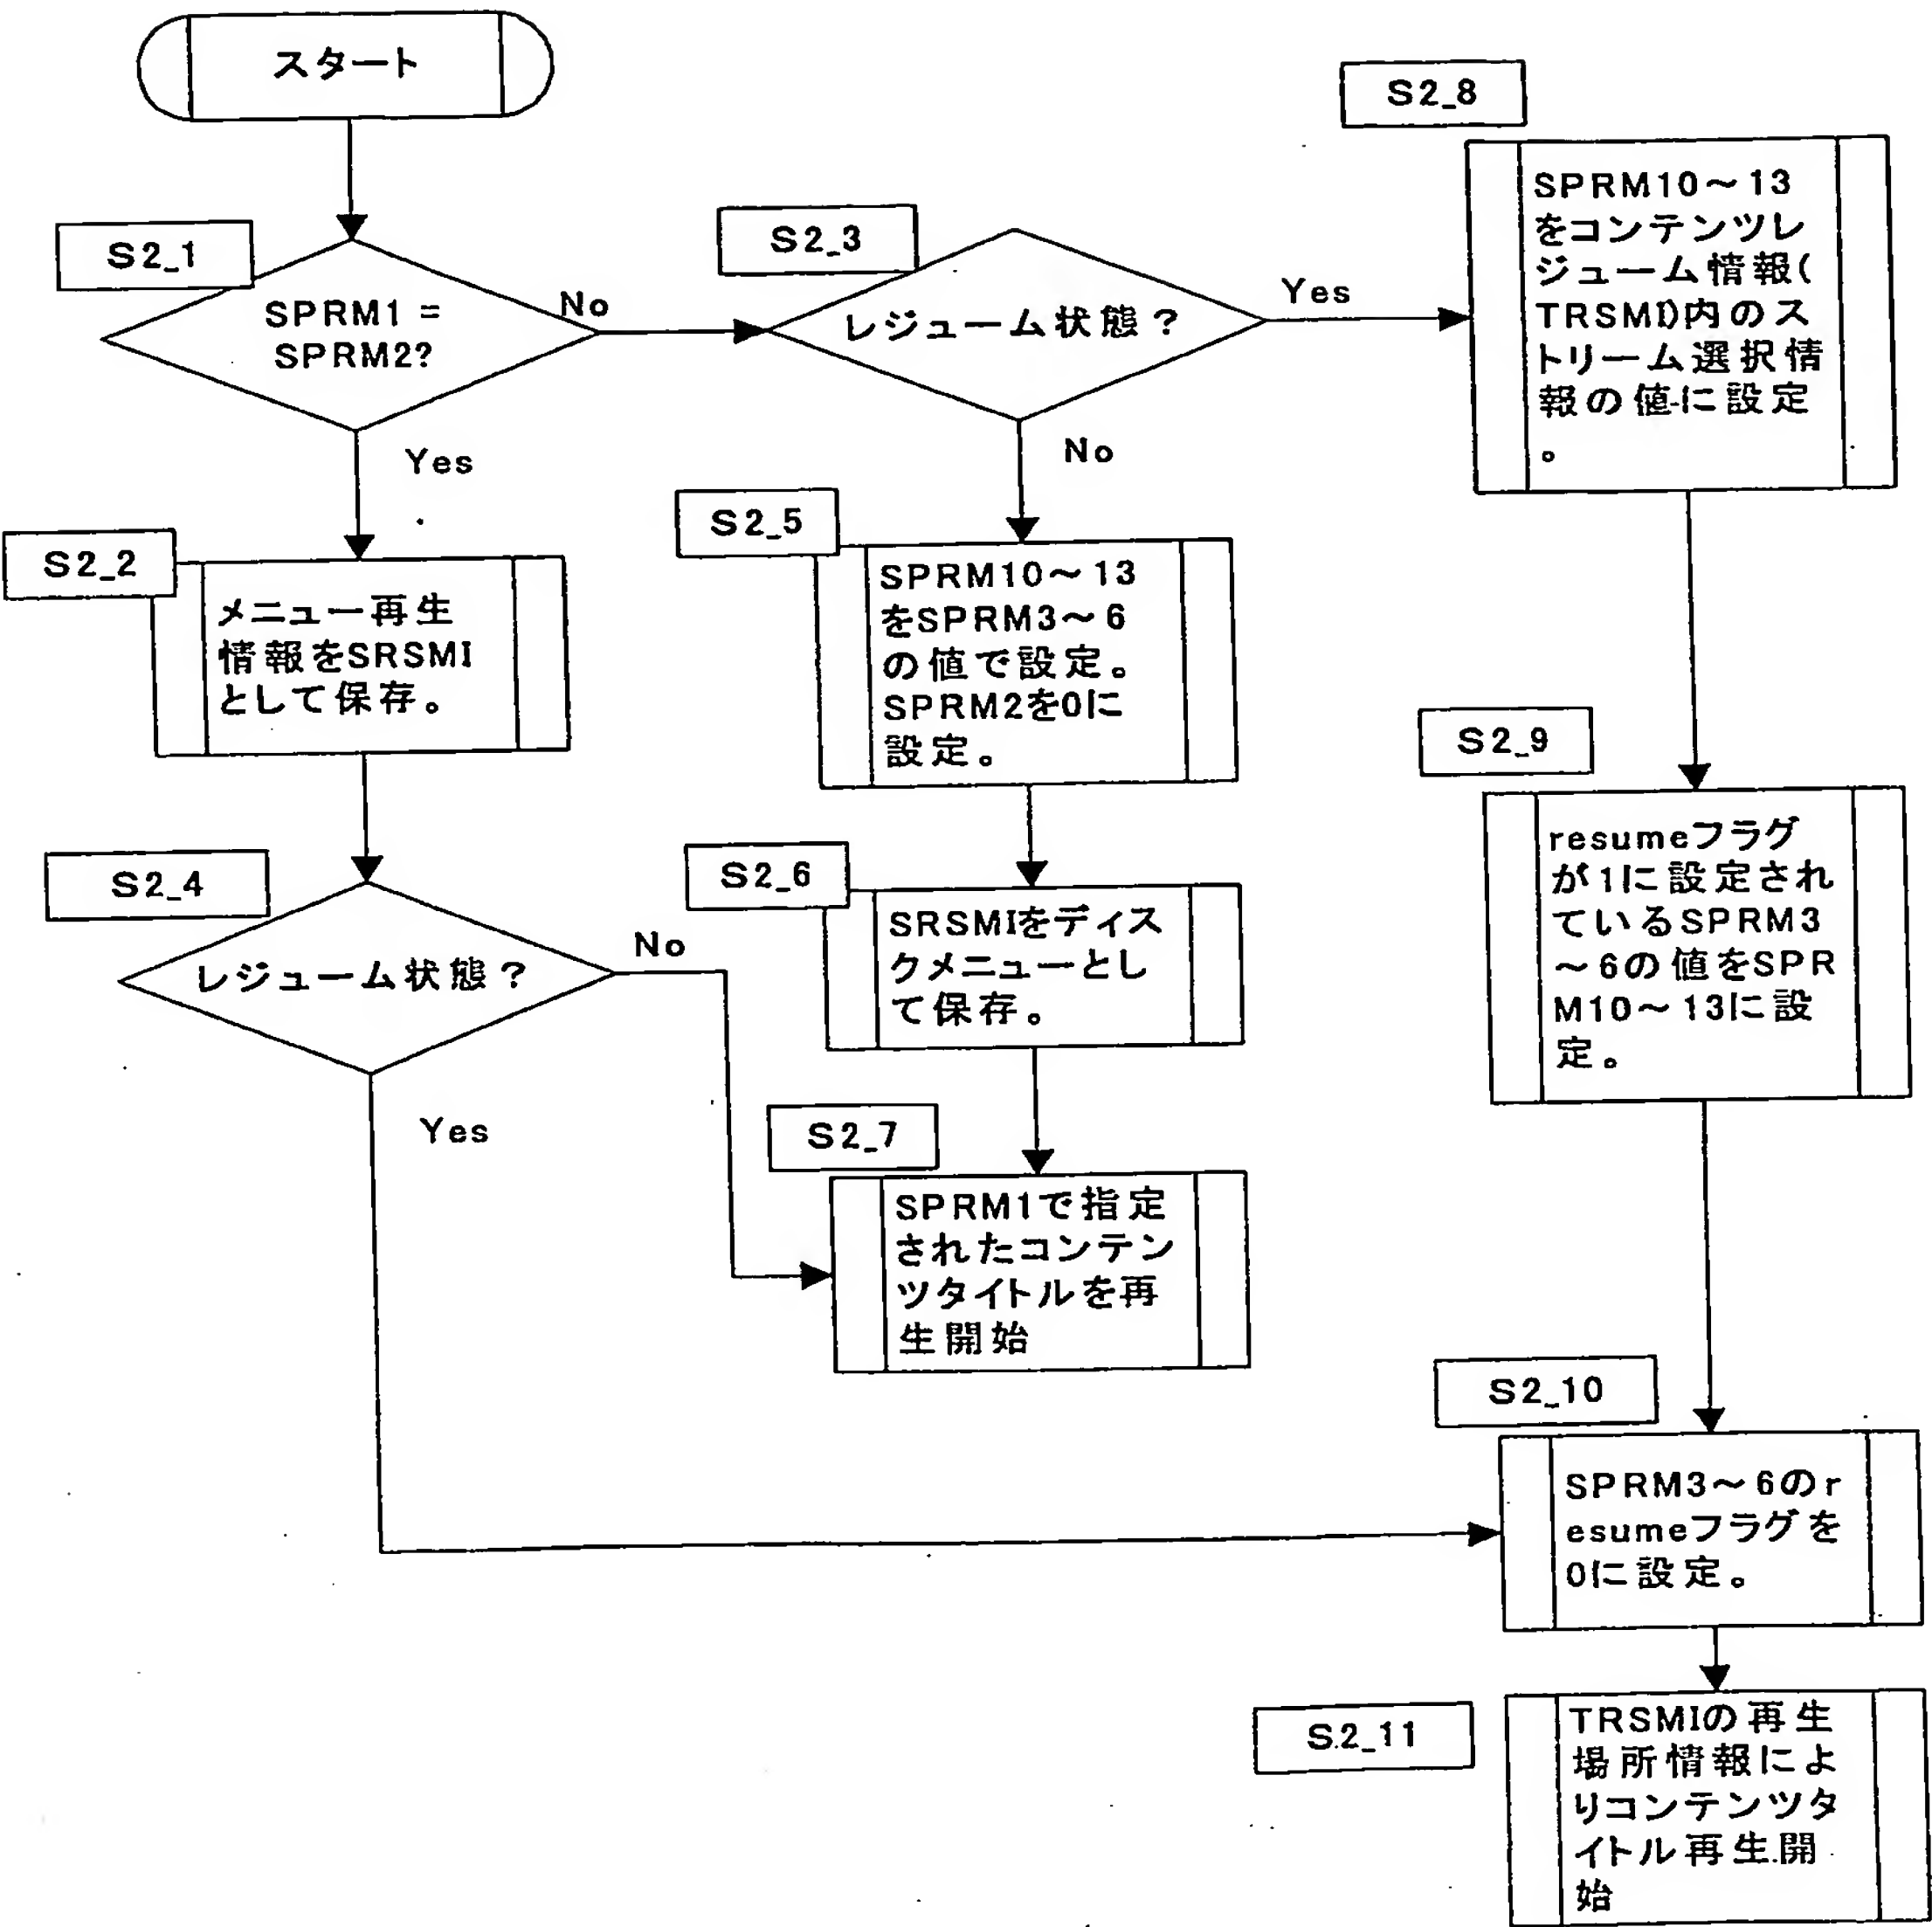 スタート
S2_8
SPRM10～13
をコンテンツレ
ジューム情報(
TRSMI)内のス
トリーム選択情
報の値に設定
。
S2_1
SPRM1 =
SPRM2?
No
Yes
S2_3
レジューム状態？
Yes
No
S2_2
メニュー再生
情報をSRSMI
として保存。
S2_5
SPRM10～13
をSPRM3～6
の値で設定。
SPRM2を0に
設定。
S2_9
resumeフラグ
が1に設定され
ているSPRM3
～6の値をSPR
M10～13に設
定。
S2_4
レジューム状態？
No
Yes
S2_6
SRSMIをディス
クメニューとし
て保存。
S2_7
SPRM1で指定
されたコンテン
ツタイトルを再
生開始
S2_10
SPRM3～6のr
esumeフラグを
0に設定。
S2_11
TRSMIの再生
場所情報によ
りコンテンツタ
イトル再生開
始